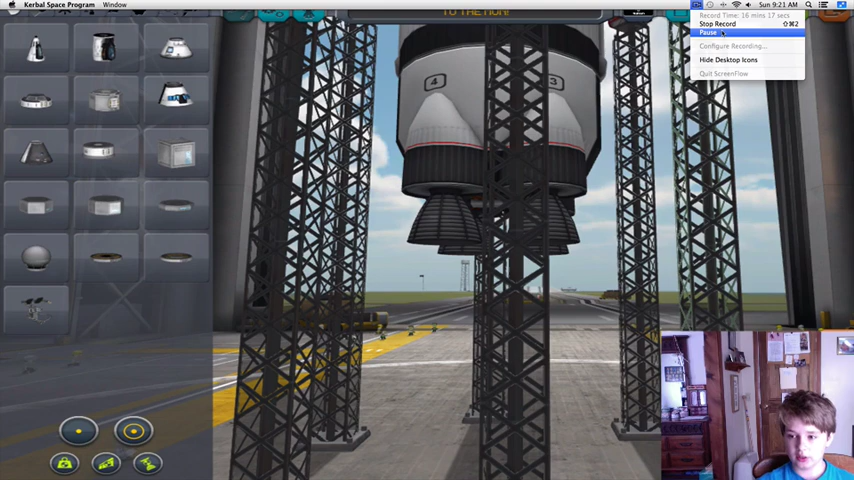 Kerbal Space Program Window
Sun 9:21 AM
TO THE MUN!
Record Time: 16 mins 17 secs
Stop Record ⇧⌘2
Pause
Configure Recording...
Hide Desktop Icons
Quit ScreenFlow
4
3